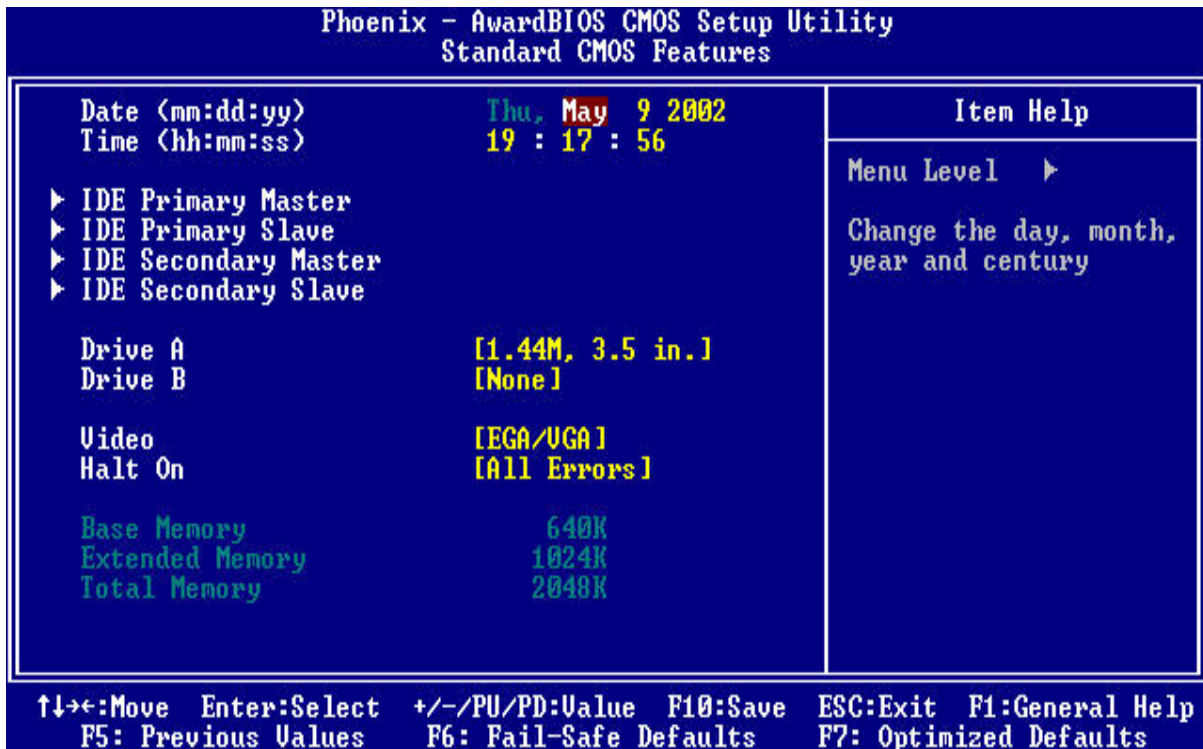 Phoenix - AwardBIOS CMOS Setup Utility
Standard CMOS Features
Date (mm:dd:yy) Thu, May 9 2002
Time (hh:mm:ss) 19 : 17 : 56
IDE Primary Master
IDE Primary Slave
IDE Secondary Master
IDE Secondary Slave
Drive A [1.44M, 3.5 in.]
Drive B [None]
Video [EGA/VGA]
Halt On [All Errors]
Base Memory 640K
Extended Memory 1024K
Total Memory 2048K
Item Help
Menu Level
Change the day, month,
year and century
↑↓→←:Move Enter:Select +/-/PU/PD:Value F10:Save ESC:Exit F1:General Help
F5: Previous Values F6: Fail-Safe Defaults F7: Optimized Defaults